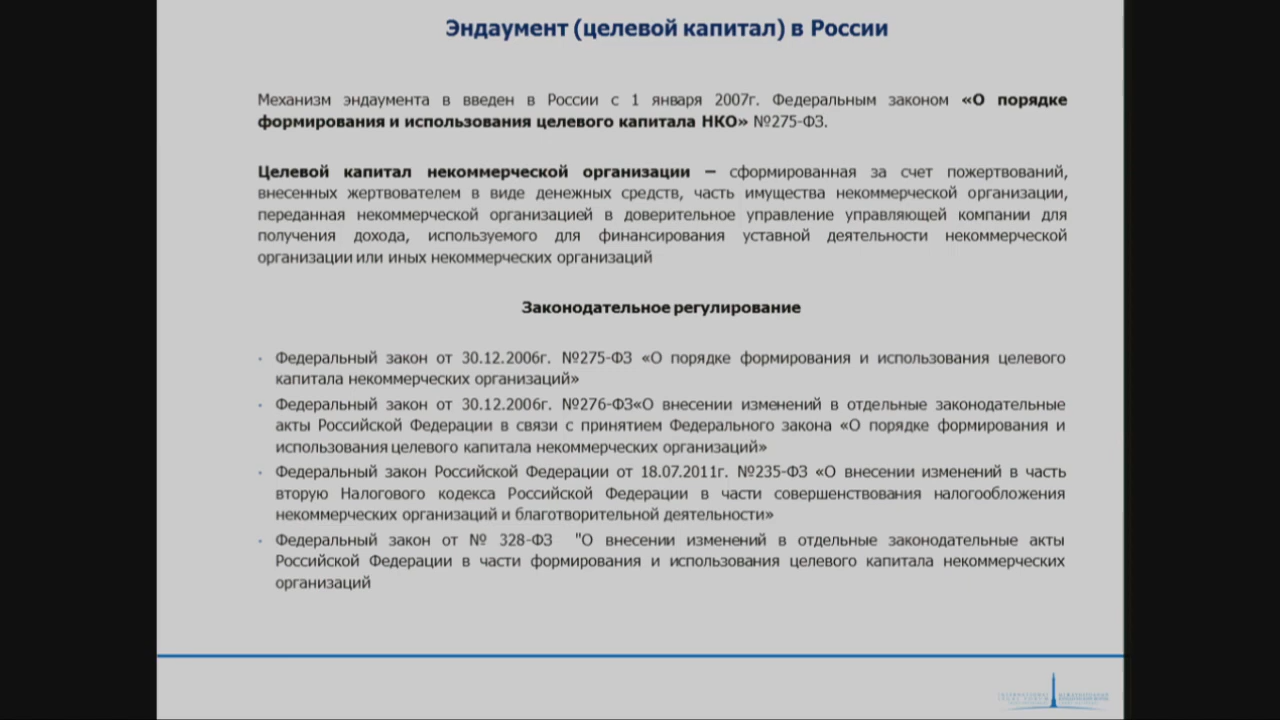 Эндаумент (целевой капитал) в России
Механизм эндаумента в введен в России с 1 января 2007г. Федеральным законом «О порядке
формирования и использования целевого капитала НКО» №275-ФЗ.
Целевой капитал некоммерческой организации – сформированная за счет пожертвований,
внесенных жертвователем в виде денежных средств, часть имущества некоммерческой организации,
переданная некоммерческой организацией в доверительное управление управляющей компании для
получения дохода, используемого для финансирования уставной деятельности некоммерческой
организации или иных некоммерческих организаций
Законодательное регулирование
· Федеральный закон от 30.12.2006г. №275-ФЗ «О порядке формирования и использования целевого
капитала некоммерческих организаций»
· Федеральный закон от 30.12.2006г. №276-ФЗ«О внесении изменений в отдельные законодательные
акты Российской Федерации в связи с принятием Федерального закона «О порядке формирования и
использования целевого капитала некоммерческих организаций»
· Федеральный закон Российской Федерации от 18.07.2011г. №235-ФЗ «О внесении изменений в часть
вторую Налогового кодекса Российской Федерации в части совершенствования налогообложения
некоммерческих организаций и благотворительной деятельности»
· Федеральный закон от № 328-ФЗ "О внесении изменений в отдельные законодательные акты
Российской Федерации в части формирования и использования целевого капитала некоммерческих
организаций